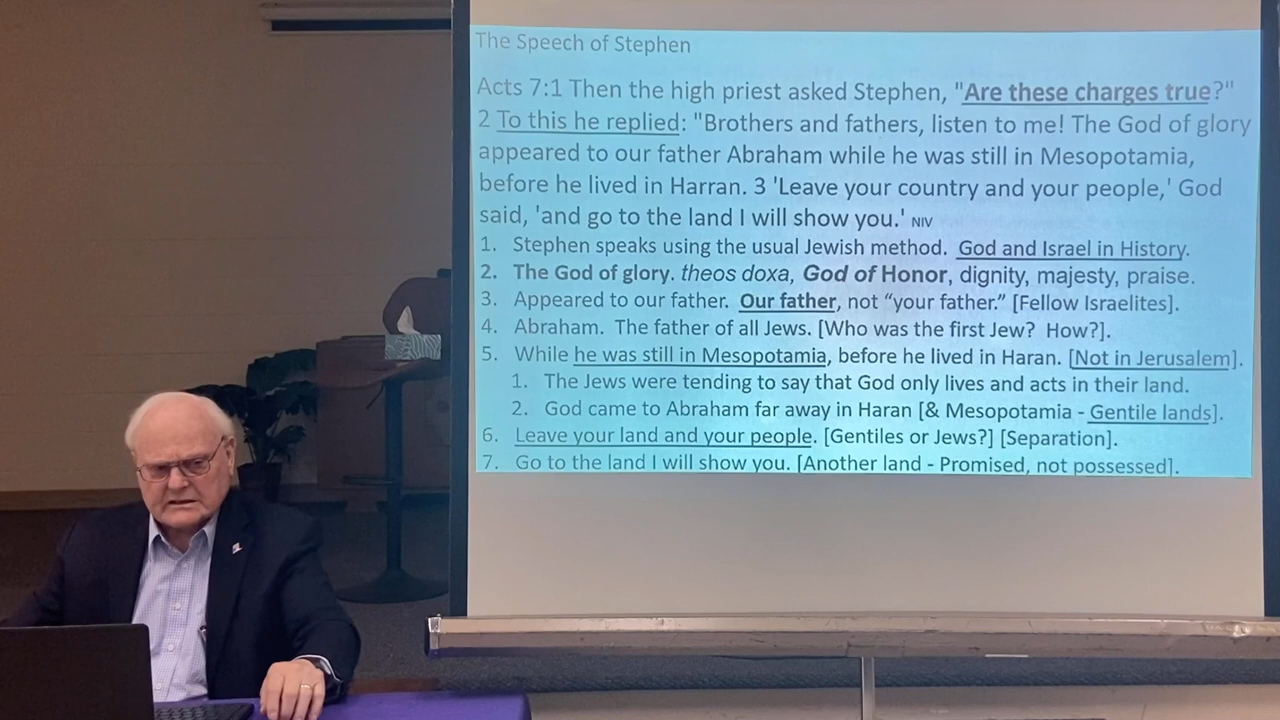 The Speech of Stephen
Acts 7:1 Then the high priest asked Stephen, "Are these charges true?"
2 To this he replied: "Brothers and fathers, listen to me! The God of glory
appeared to our father Abraham while he was still in Mesopotamia,
before he lived in Harran. 3 'Leave your country and your people,' God
said, 'and go to the land I will show you.' NIV
1. Stephen speaks using the usual Jewish method. God and Israel in History.
2. The God of glory. theos doxa, God of Honor, dignity, majesty, praise.
3. Appeared to our father. Our father, not “your father.” [Fellow Israelites].
4. Abraham. The father of all Jews. [Who was the first Jew? How?].
5. While he was still in Mesopotamia, before he lived in Haran. [Not in Jerusalem].
1. The Jews were tending to say that God only lives and acts in their land.
2. God came to Abraham far away in Haran [& Mesopotamia - Gentile lands].
6. Leave your land and your people. [Gentiles or Jews?] [Separation].
7. Go to the land I will show you. [Another land - Promised, not possessed].